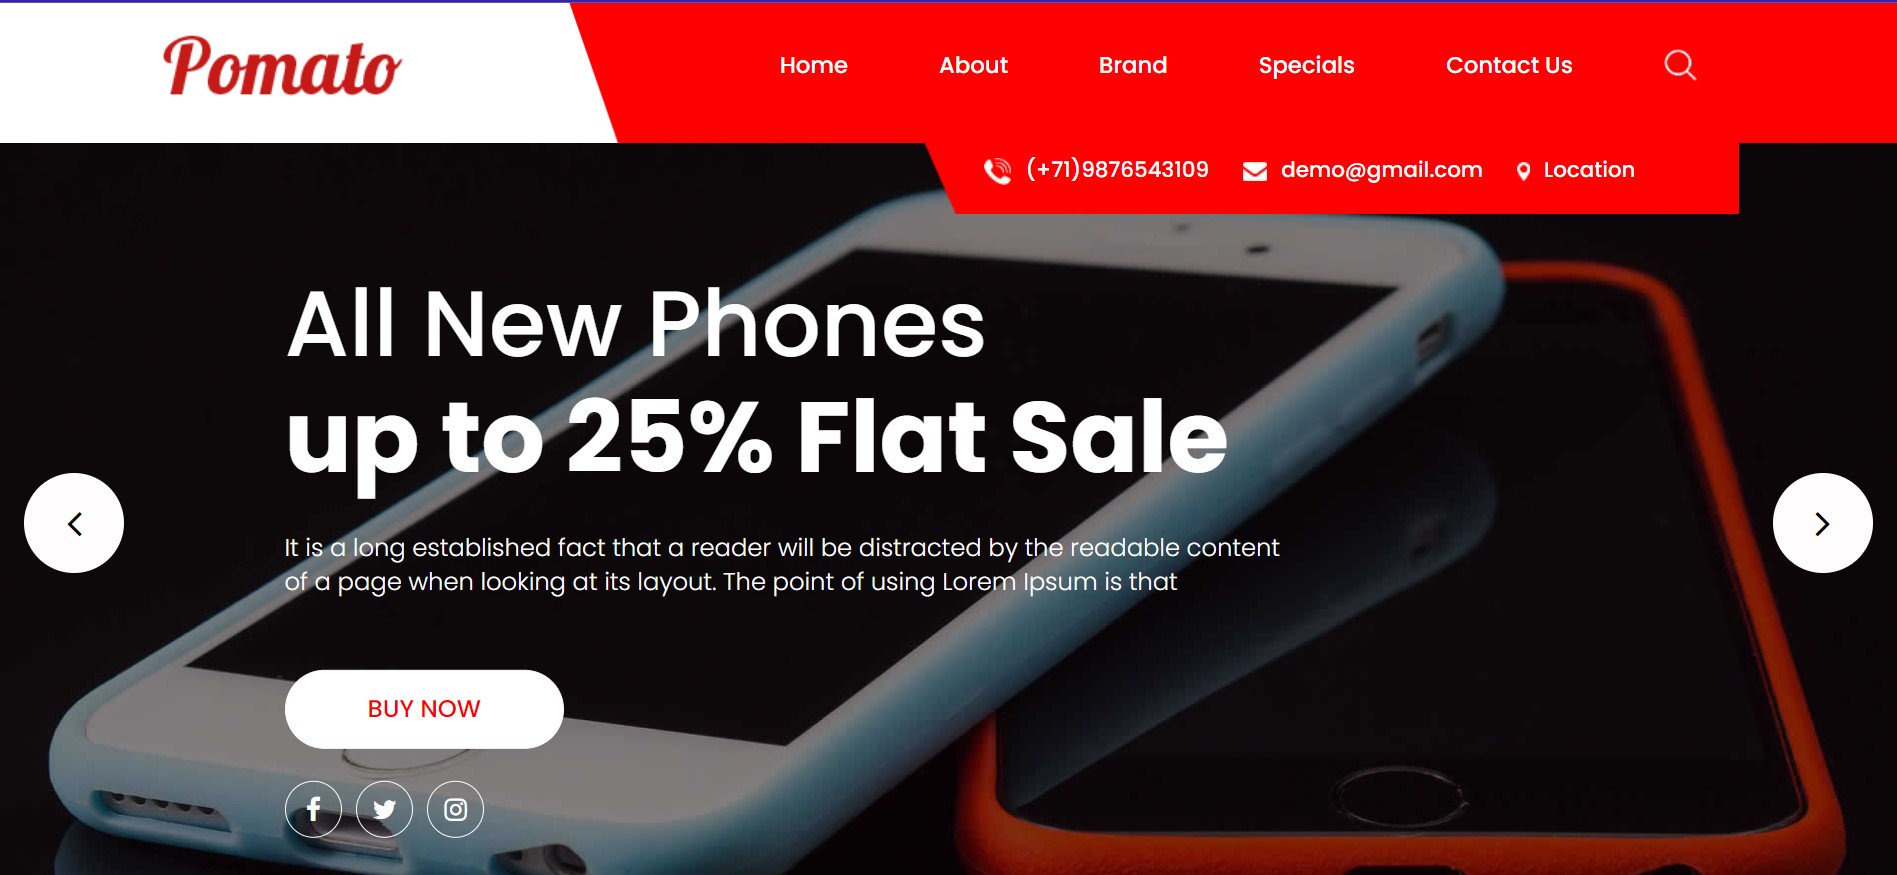 Pomato
Home About Brand Specials Contact Us
(+71)9876543109 demo@gmail.com Location
All New Phones
up to 25% Flat Sale
It is a long established fact that a reader will be distracted by the readable content
of a page when looking at its layout. The point of using Lorem Ipsum is that
BUY NOW